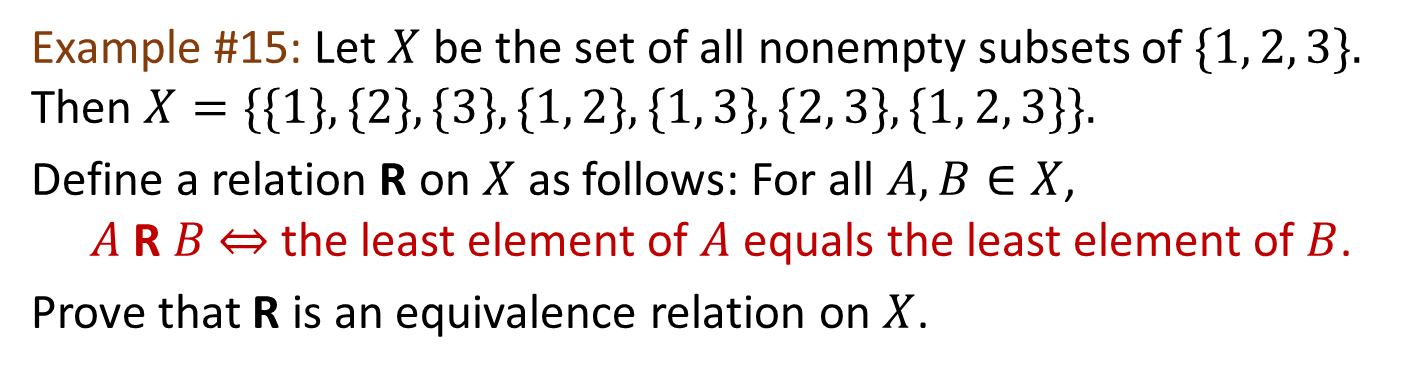 Example #15: Let X be the set of all nonempty subsets of {1, 2, 3}.
Then X = {{1}, {2}, {3}, {1, 2}, {1, 3}, {2, 3}, {1, 2, 3}}.
Define a relation R on X as follows: For all A, B ∈ X,
A R B ⇔ the least element of A equals the least element of B.
Prove that R is an equivalence relation on X.